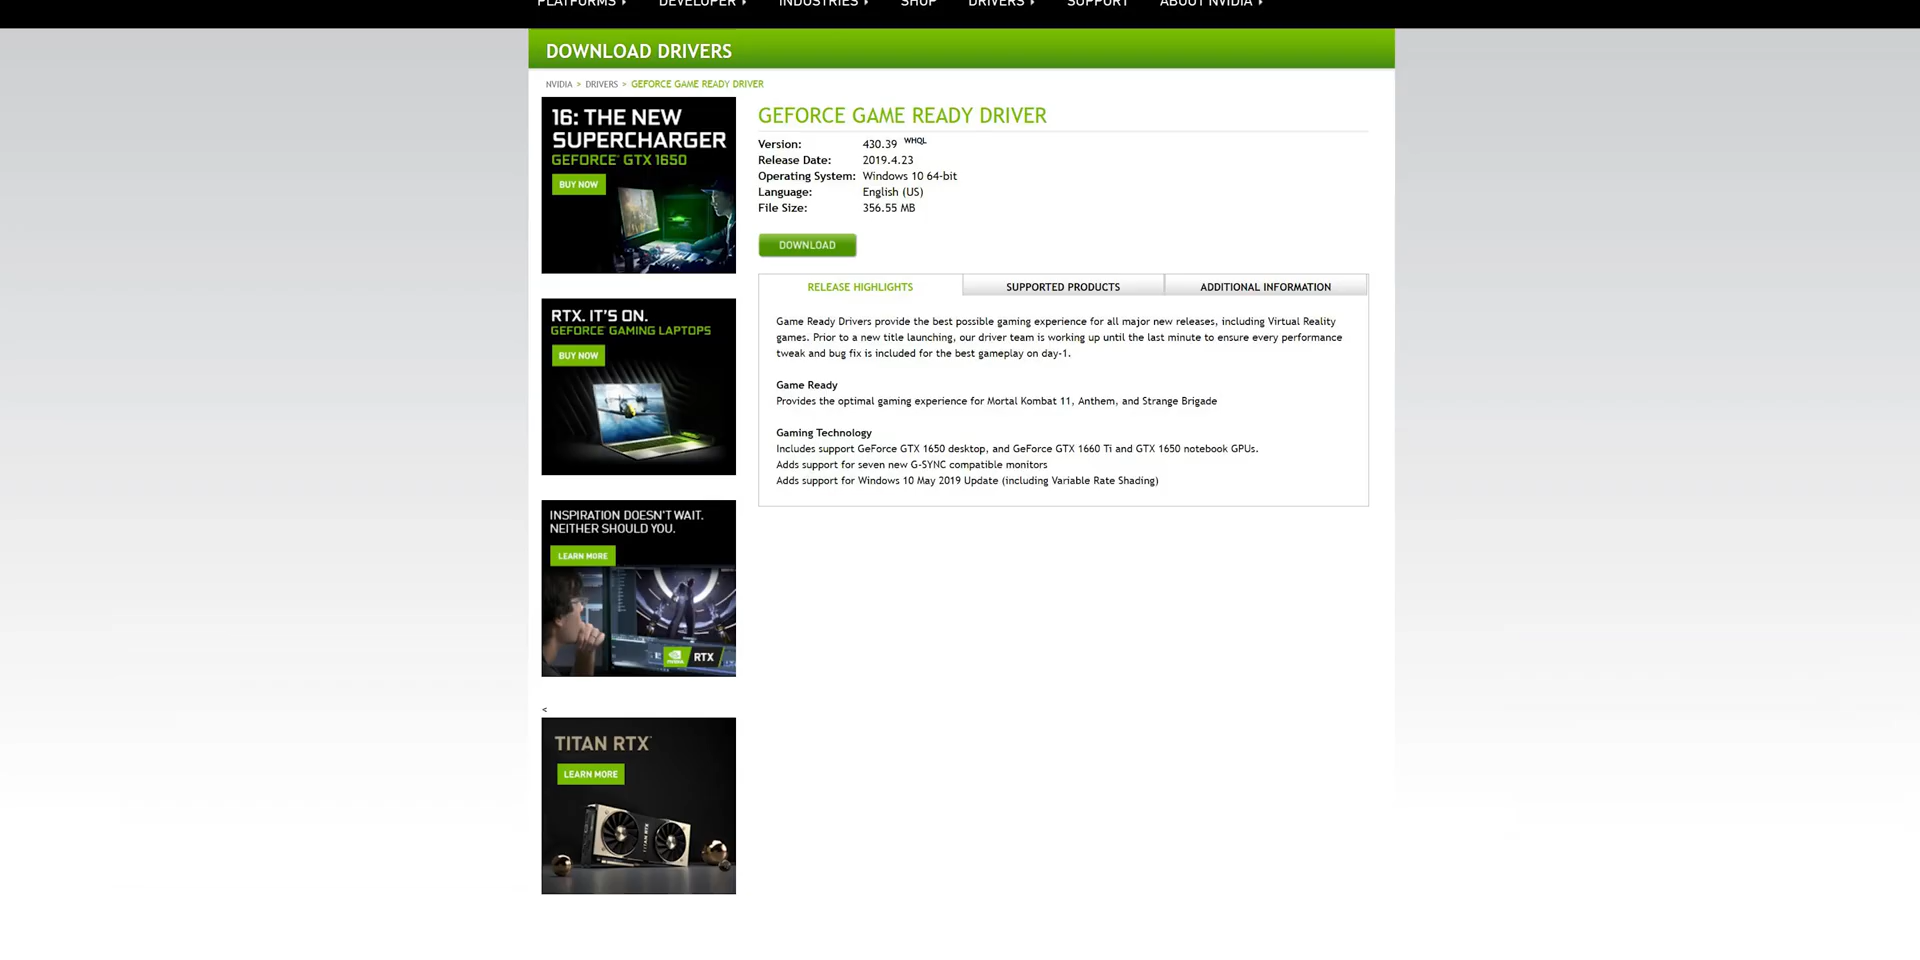 PLATFORMS DEVELOPER INDUSTRIES SHOP DRIVERS SUPPORT ABOUT NVIDIA
DOWNLOAD DRIVERS
NVIDIA > DRIVERS > GEFORCE GAME READY DRIVER
16: THE NEW
SUPERCHARGER
GEFORCE® GTX 1650
BUY NOW
RTX. IT'S ON.
GEFORCE® GAMING LAPTOPS
BUY NOW
INSPIRATION DOESN'T WAIT.
NEITHER SHOULD YOU.
LEARN MORE
NVIDIA RTX
<
TITAN RTX™
LEARN MORE
TITAN RTX
GEFORCE GAME READY DRIVER
Version: 430.39 WHQL
Release Date: 2019.4.23
Operating System: Windows 10 64-bit
Language: English (US)
File Size: 356.55 MB
DOWNLOAD
RELEASE HIGHLIGHTS SUPPORTED PRODUCTS ADDITIONAL INFORMATION
Game Ready Drivers provide the best possible gaming experience for all major new releases, including Virtual Reality
games. Prior to a new title launching, our driver team is working up until the last minute to ensure every performance
tweak and bug fix is included for the best gameplay on day-1.
Game Ready
Provides the optimal gaming experience for Mortal Kombat 11, Anthem, and Strange Brigade
Gaming Technology
Includes support GeForce GTX 1650 desktop, and GeForce GTX 1660 Ti and GTX 1650 notebook GPUs.
Adds support for seven new G-SYNC compatible monitors
Adds support for Windows 10 May 2019 Update (including Variable Rate Shading)